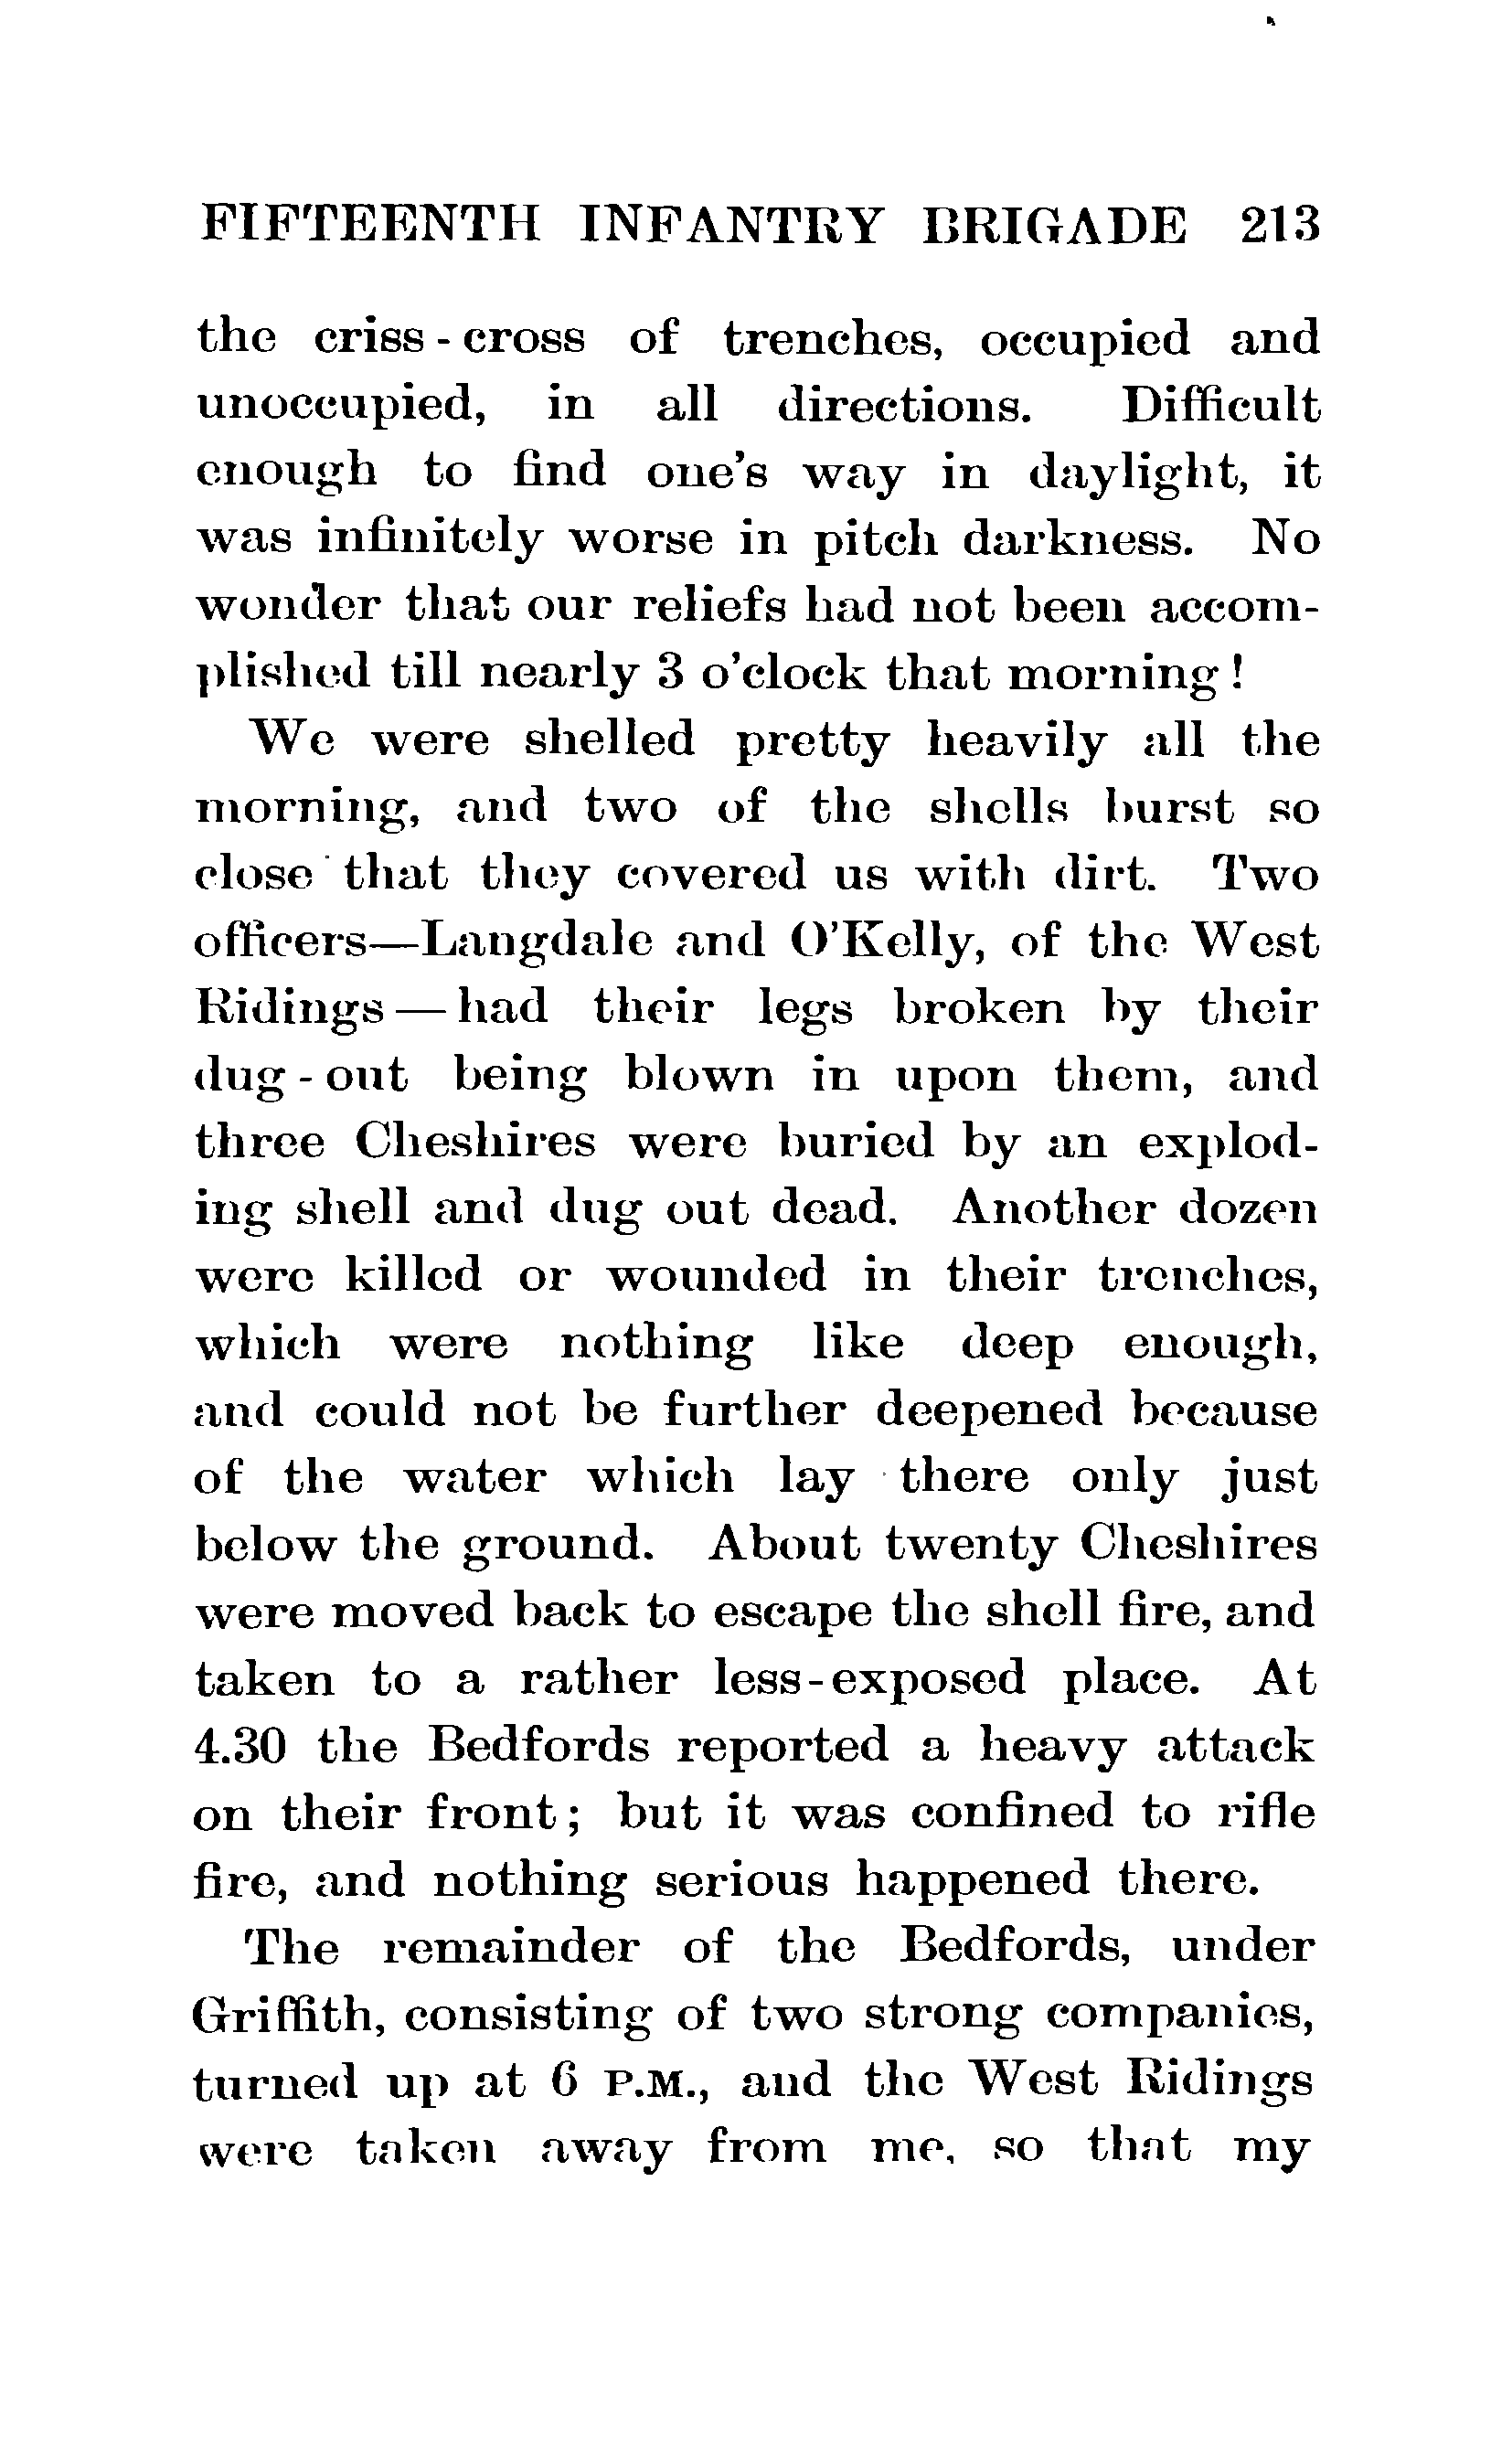 FIFTEENTH INFANTRY BRIGADE 213
the criss-cross of trenches, occupied and
unoccupied, in all directions. Difficult
enough to find one's way in daylight, it
was infinitely worse in pitch darkness. No
wonder that our reliefs had not been accom-
plished till nearly 3 o'clock that morning!
We were shelled pretty heavily all the
morning, and two of the shells burst so
close that they covered us with dirt. Two
officers—Langdale and O'Kelly, of the West
Ridings—had their legs broken by their
dug-out being blown in upon them, and
three Cheshires were buried by an explod-
ing shell and dug out dead. Another dozen
were killed or wounded in their trenches,
which were nothing like deep enough,
and could not be further deepened because
of the water which lay there only just
below the ground. About twenty Cheshires
were moved back to escape the shell fire, and
taken to a rather less-exposed place. At
4.30 the Bedfords reported a heavy attack
on their front; but it was confined to rifle
fire, and nothing serious happened there.
The remainder of the Bedfords, under
Griffith, consisting of two strong companies,
turned up at 6 P.M., and the West Ridings
were taken away from me, so that my